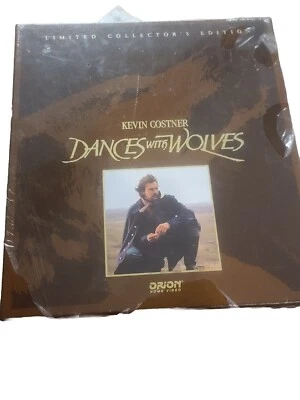 LIMITED COLLECTOR'S EDITION
KEVIN COSTNER
DANCES WITH WOLVES
ORION
HOME VIDEO